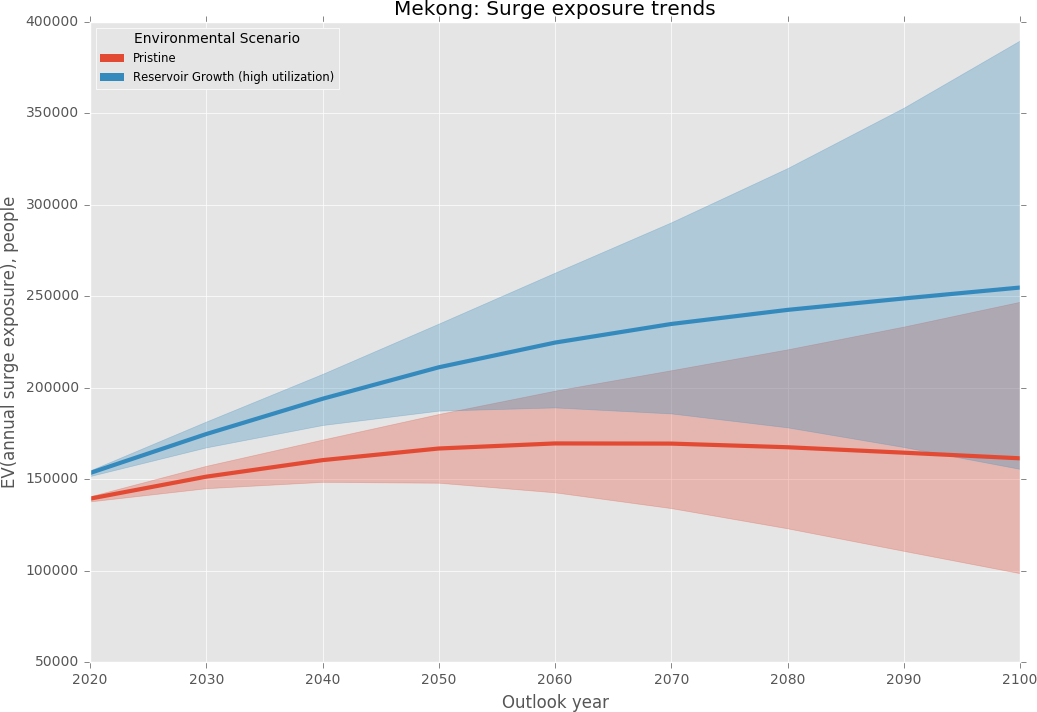 Mekong: Surge exposure trends
Environmental Scenario
Pristine
Reservoir Growth (high utilization)
EV(annual surge exposure), people
400000
350000
300000
250000
200000
150000
100000
50000
2020 2030 2040 2050 2060 2070 2080 2090 2100
Outlook year